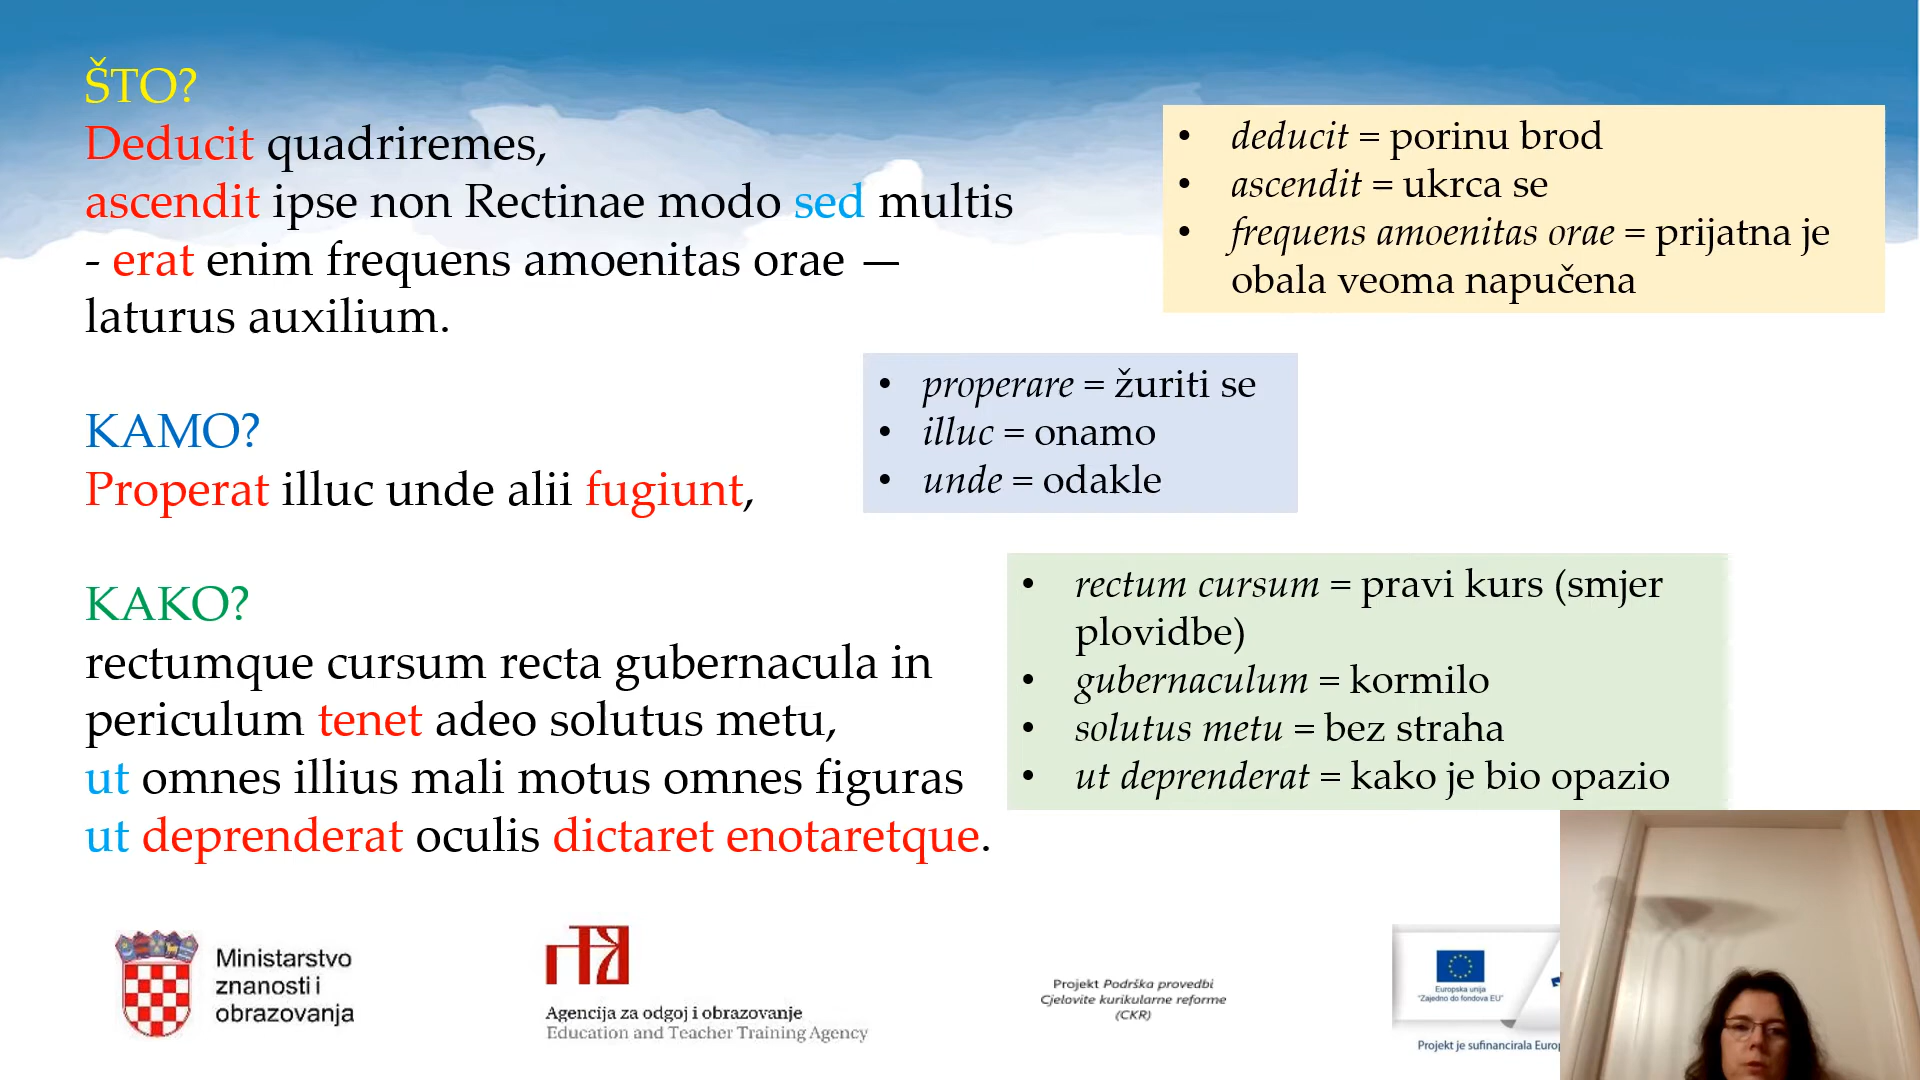 ŠTO?
Deducit quadriremes,
ascendit ipse non Rectinae modo sed multis
- erat enim frequens amoenitas orae —
laturus auxilium.
• deducit = porinu brod
• ascendit = ukrca se
• frequens amoenitas orae = prijatna je
obala veoma napučena
KAMO?
Properat illuc unde alii fugiunt,
• properare = žuriti se
• illuc = onamo
• unde = odakle
KAKO?
rectumque cursum recta gubernacula in
periculum tenet adeo solutus metu,
ut omnes illius mali motus omnes figuras
ut deprenderat oculis dictaret enotaretque.
• rectum cursum = pravi kurs (smjer
plovidbe)
• gubernaculum = kormilo
• solutus metu = bez straha
• ut deprenderat = kako je bio opazio
Ministarstvo
znanosti i
obrazovanja
Agencija za odgoj i obrazovanje
Education and Teacher Training Agency
Projekt Podrška provedbi
Cjelovite kurikularne reforme
(CKR)
Europska unija
"Zajedno do fondova EU"
Projekt je sufinancirala